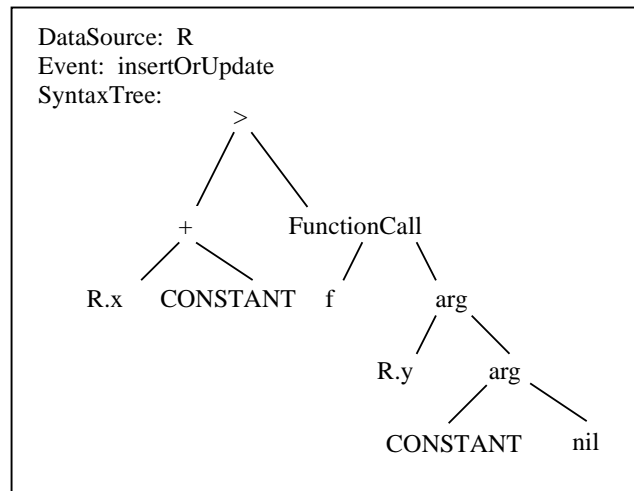 DataSource: R
Event: insertOrUpdate
SyntaxTree:
>
+ FunctionCall
R.x CONSTANT f arg
R.y arg
CONSTANT nil